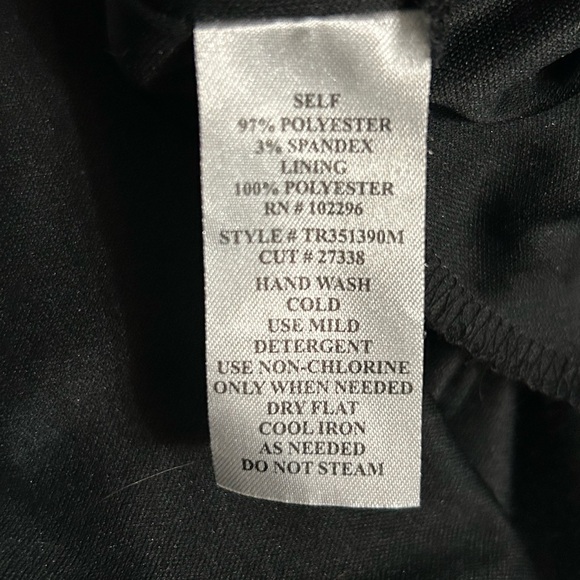 SELF
97% POLYESTER
3% SPANDEX
LINING
100% POLYESTER
RN # 102296
STYLE # TR351390M
CUT # 27338
HAND WASH
COLD
USE MILD
DETERGENT
USE NON-CHLORINE
ONLY WHEN NEEDED
DRY FLAT
COOL IRON
AS NEEDED
DO NOT STEAM